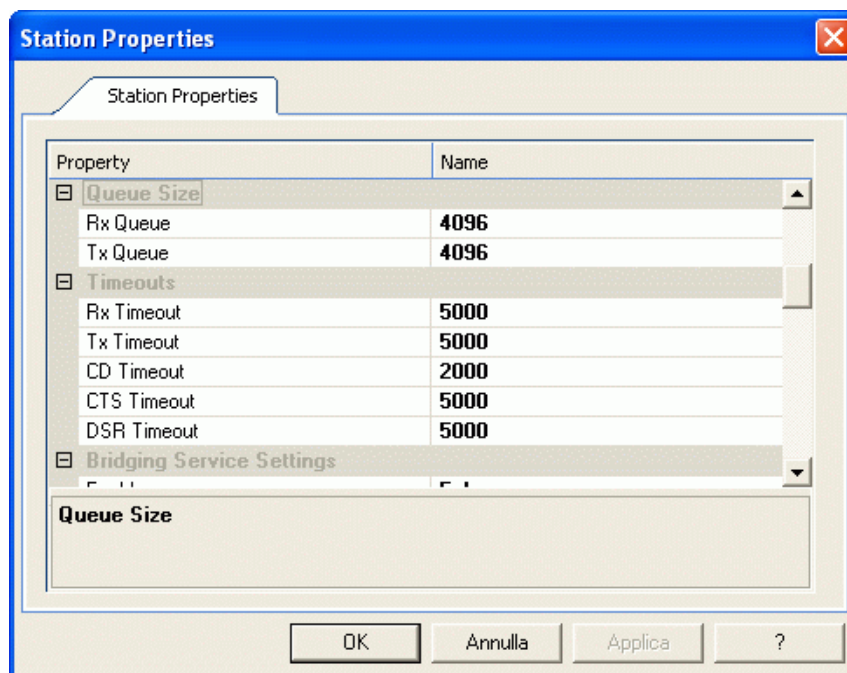 Station Properties
Station Properties
Property Name
Queue Size
Rx Queue 4096
Tx Queue 4096
Timeouts
Rx Timeout 5000
Tx Timeout 5000
CD Timeout 2000
CTS Timeout 5000
DSR Timeout 5000
Bridging Service Settings
Queue Size
OK Annulla Applica ?